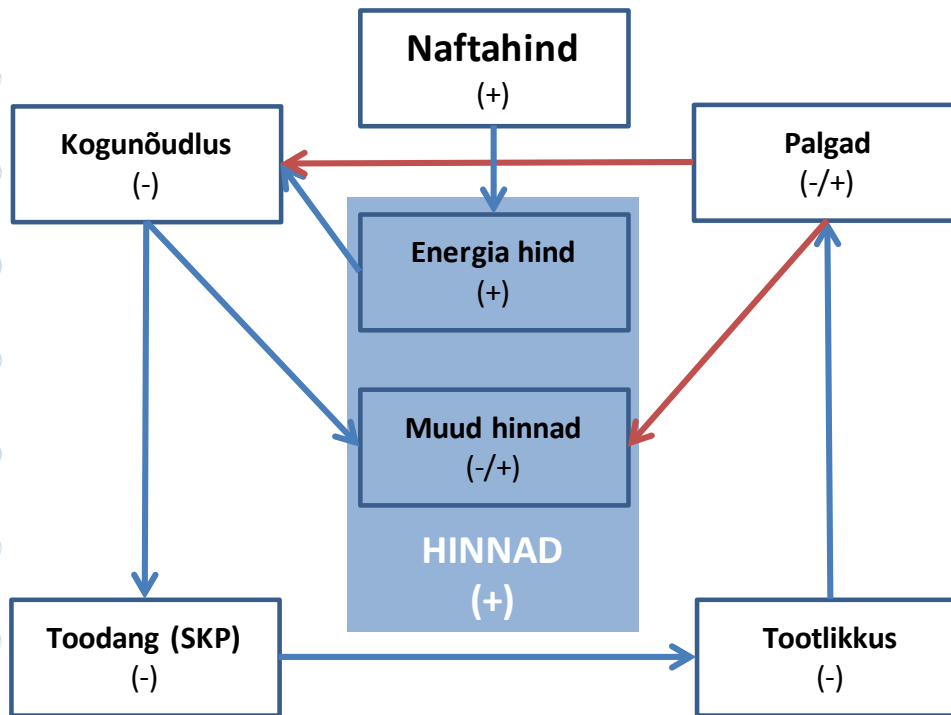 Naftahind
(+)
Kogunõudlus
(-)
Palgad
(-/+)
Energia hind
(+)
Muud hinnad
(-/+)
HINNAD
(+)
Toodang (SKP)
(-)
Tootlikkus
(-)